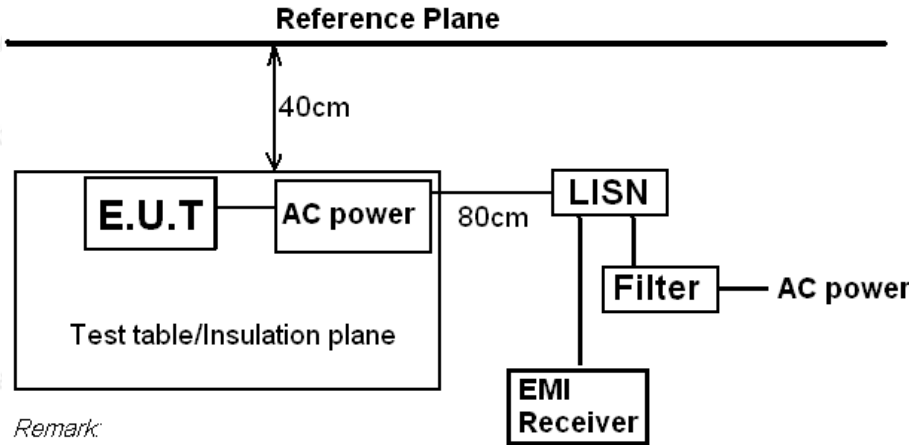 Reference Plane
40cm
E.U.T
AC power
80cm
LISN
Filter
AC power
Test table/Insulation plane
EMI
Receiver
Remark: